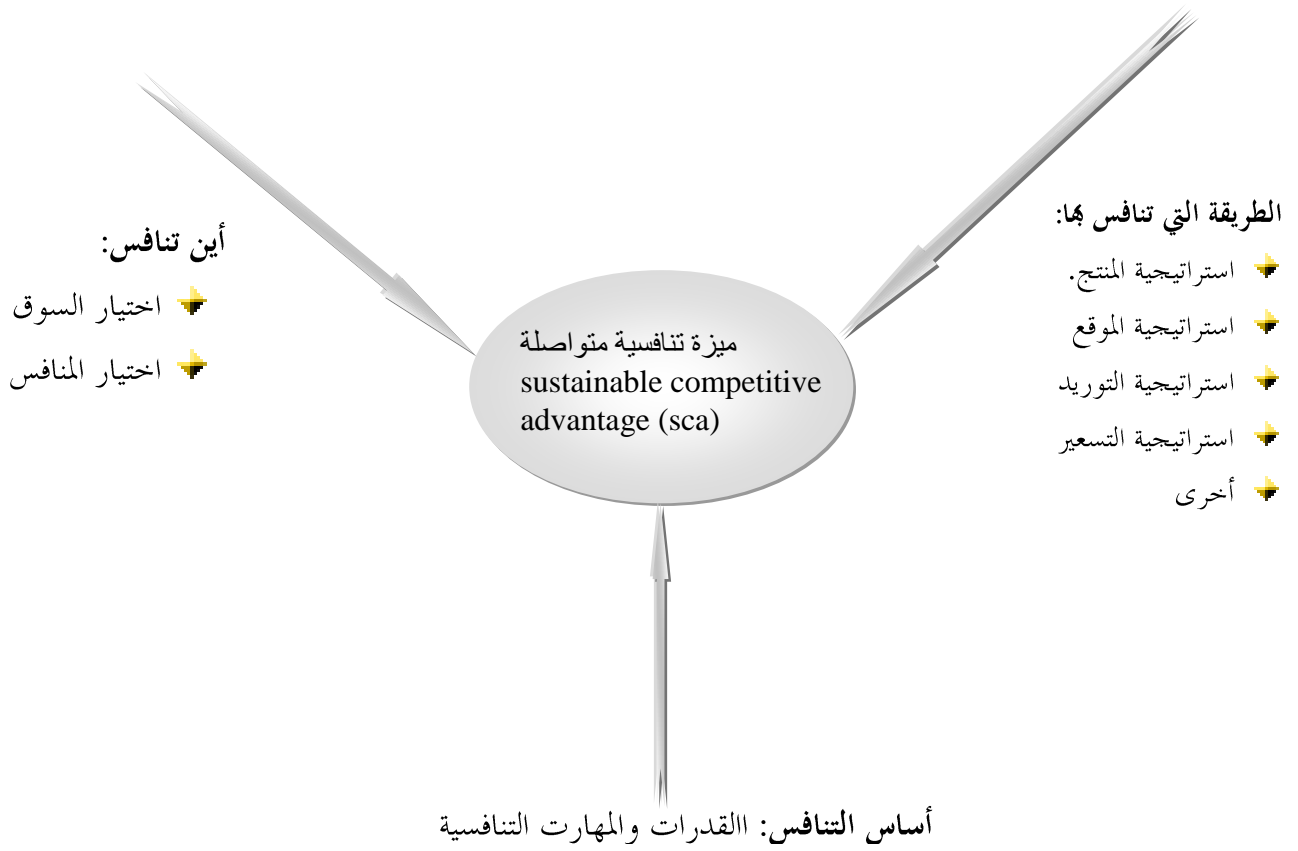 الطريقة التي تنافس بها:
استراتيجية المنتج.
استراتيجية الموقع
استراتيجية التوريد
استراتيجية التسعير
أخرى
أين تنافس:
اختيار السوق
اختيار المنافس
ميزة تنافسية متواصلة
sustainable competitive
advantage (sca)
أساس التنافس: االقدرات والمهارت التنافسية